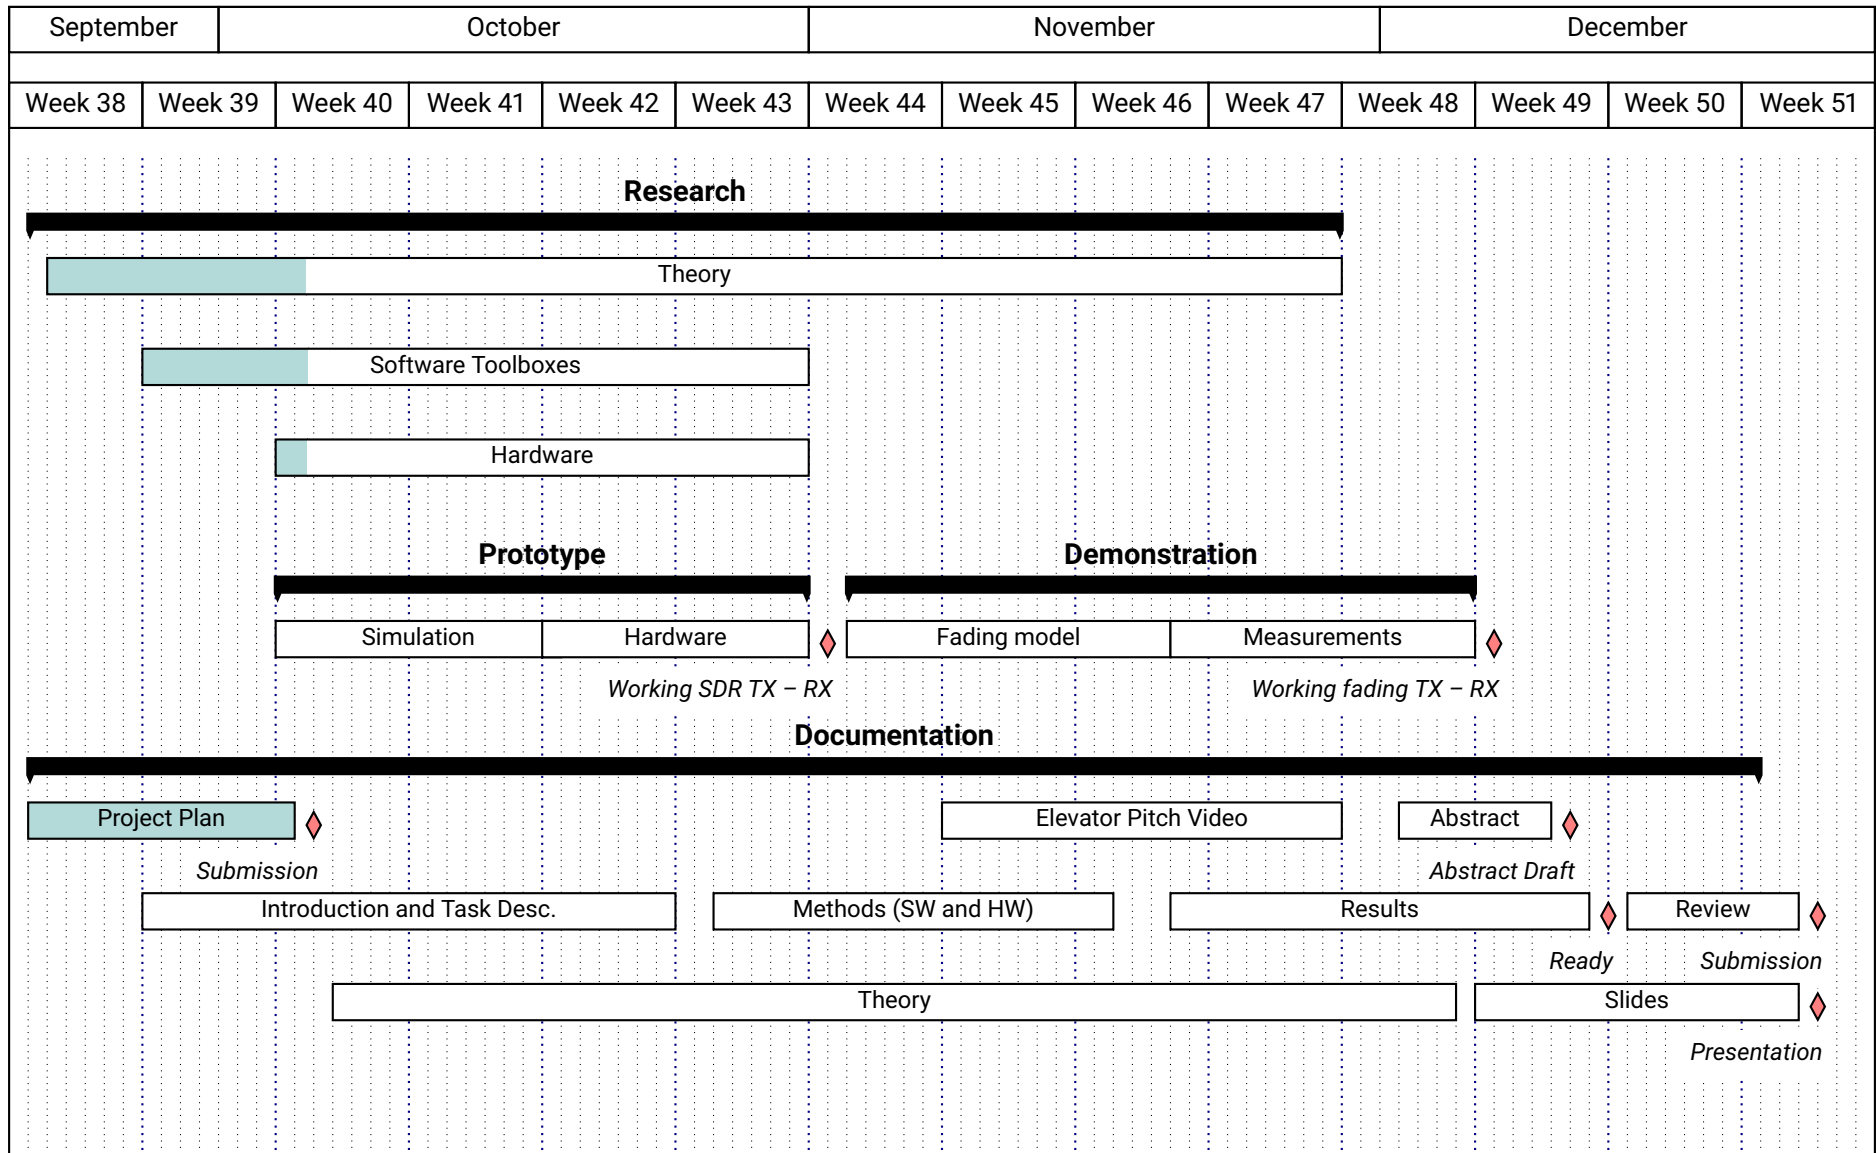 September October November December
Week 38 Week 39 Week 40 Week 41 Week 42 Week 43 Week 44 Week 45 Week 46 Week 47 Week 48 Week 49 Week 50 Week 51
Research
Theory
Software Toolboxes
Hardware
Prototype Demonstration
Simulation Hardware Fading model Measurements
Working SDR TX – RX Working fading TX – RX
Documentation
Project Plan Elevator Pitch Video Abstract
Submission Abstract Draft
Introduction and Task Desc. Methods (SW and HW) Results Review
Ready Submission
Theory Slides
Presentation